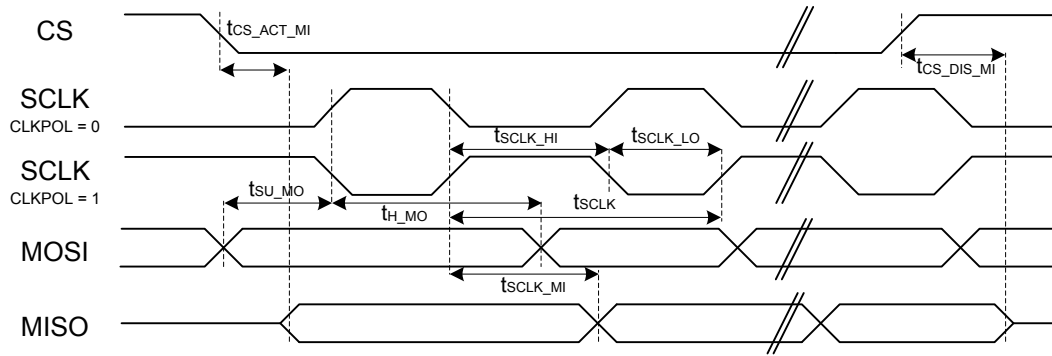 CS
tCS_ACT_MI
tCS_DIS_MI
SCLK
CLKPOL = 0
tSCLK_HI
tSCLK_LO
SCLK
CLKPOL = 1
tSU_MO
tH_MO
tSCLK
MOSI
tSCLK_MI
MISO